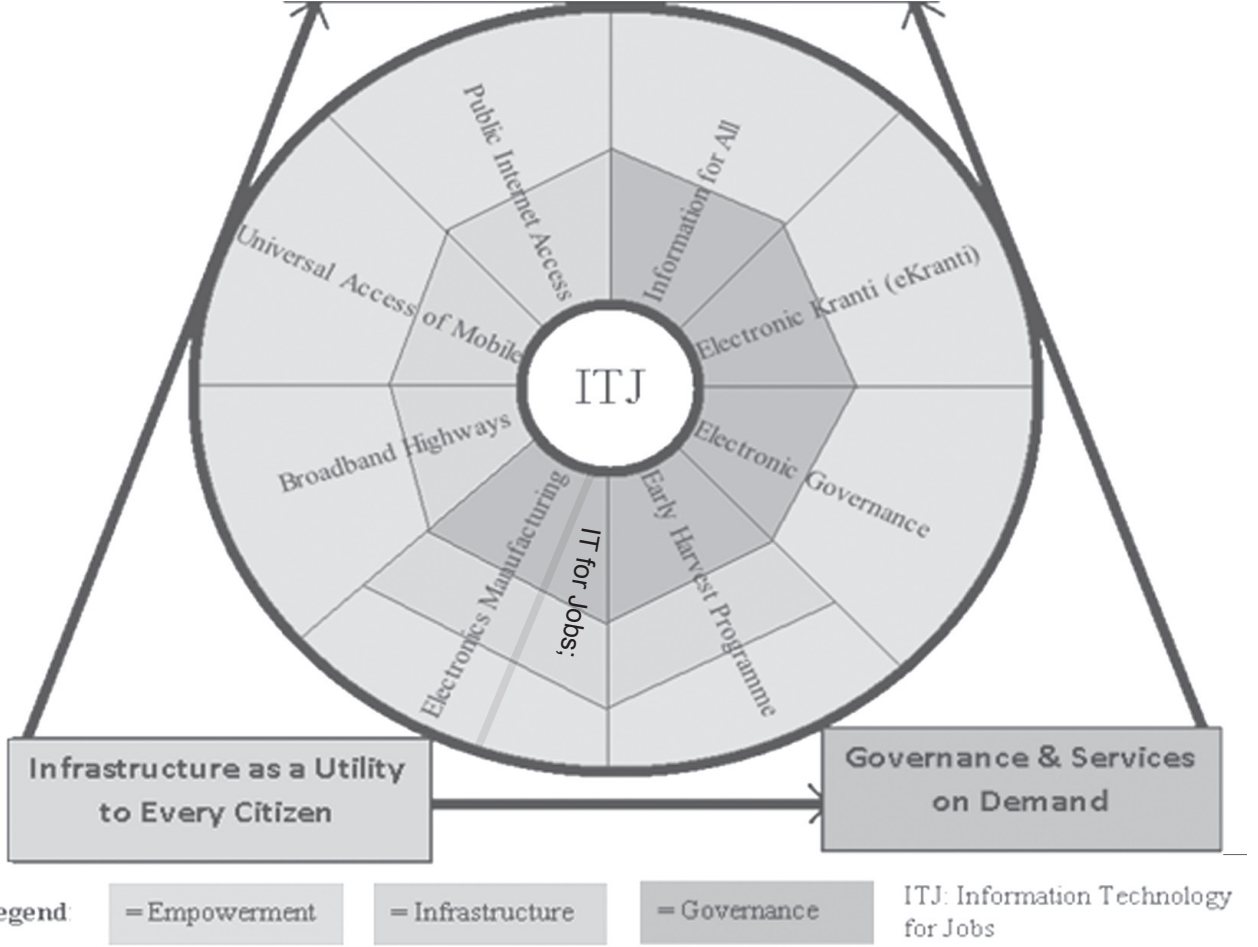 Public Internet Access
Information for All
Universal Access of Mobile
Electronic Kranti (eKranti)
ITJ
Broadband Highways
Electronic Governance
Electronics Manufacturing
IT for Jobs;
Early Harvest Programme
Infrastructure as a Utility
to Every Citizen
Governance & Services
on Demand
egend:
= Empowerment
= Infrastructure
= Governance
ITJ: Information Technology
for Jobs